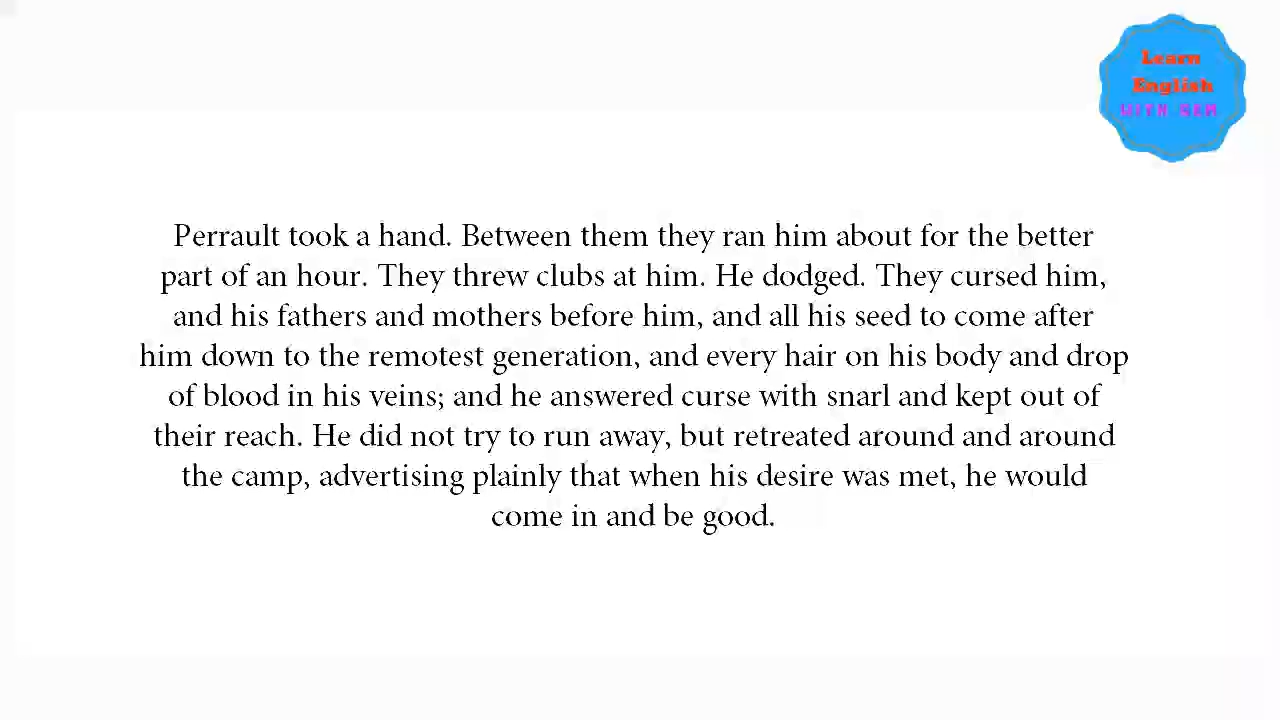 Learn
English
WITH SEM
Perrault took a hand. Between them they ran him about for the better
part of an hour. They threw clubs at him. He dodged. They cursed him,
and his fathers and mothers before him, and all his seed to come after
him down to the remotest generation, and every hair on his body and drop
of blood in his veins; and he answered curse with snarl and kept out of
their reach. He did not try to run away, but retreated around and around
the camp, advertising plainly that when his desire was met, he would
come in and be good.